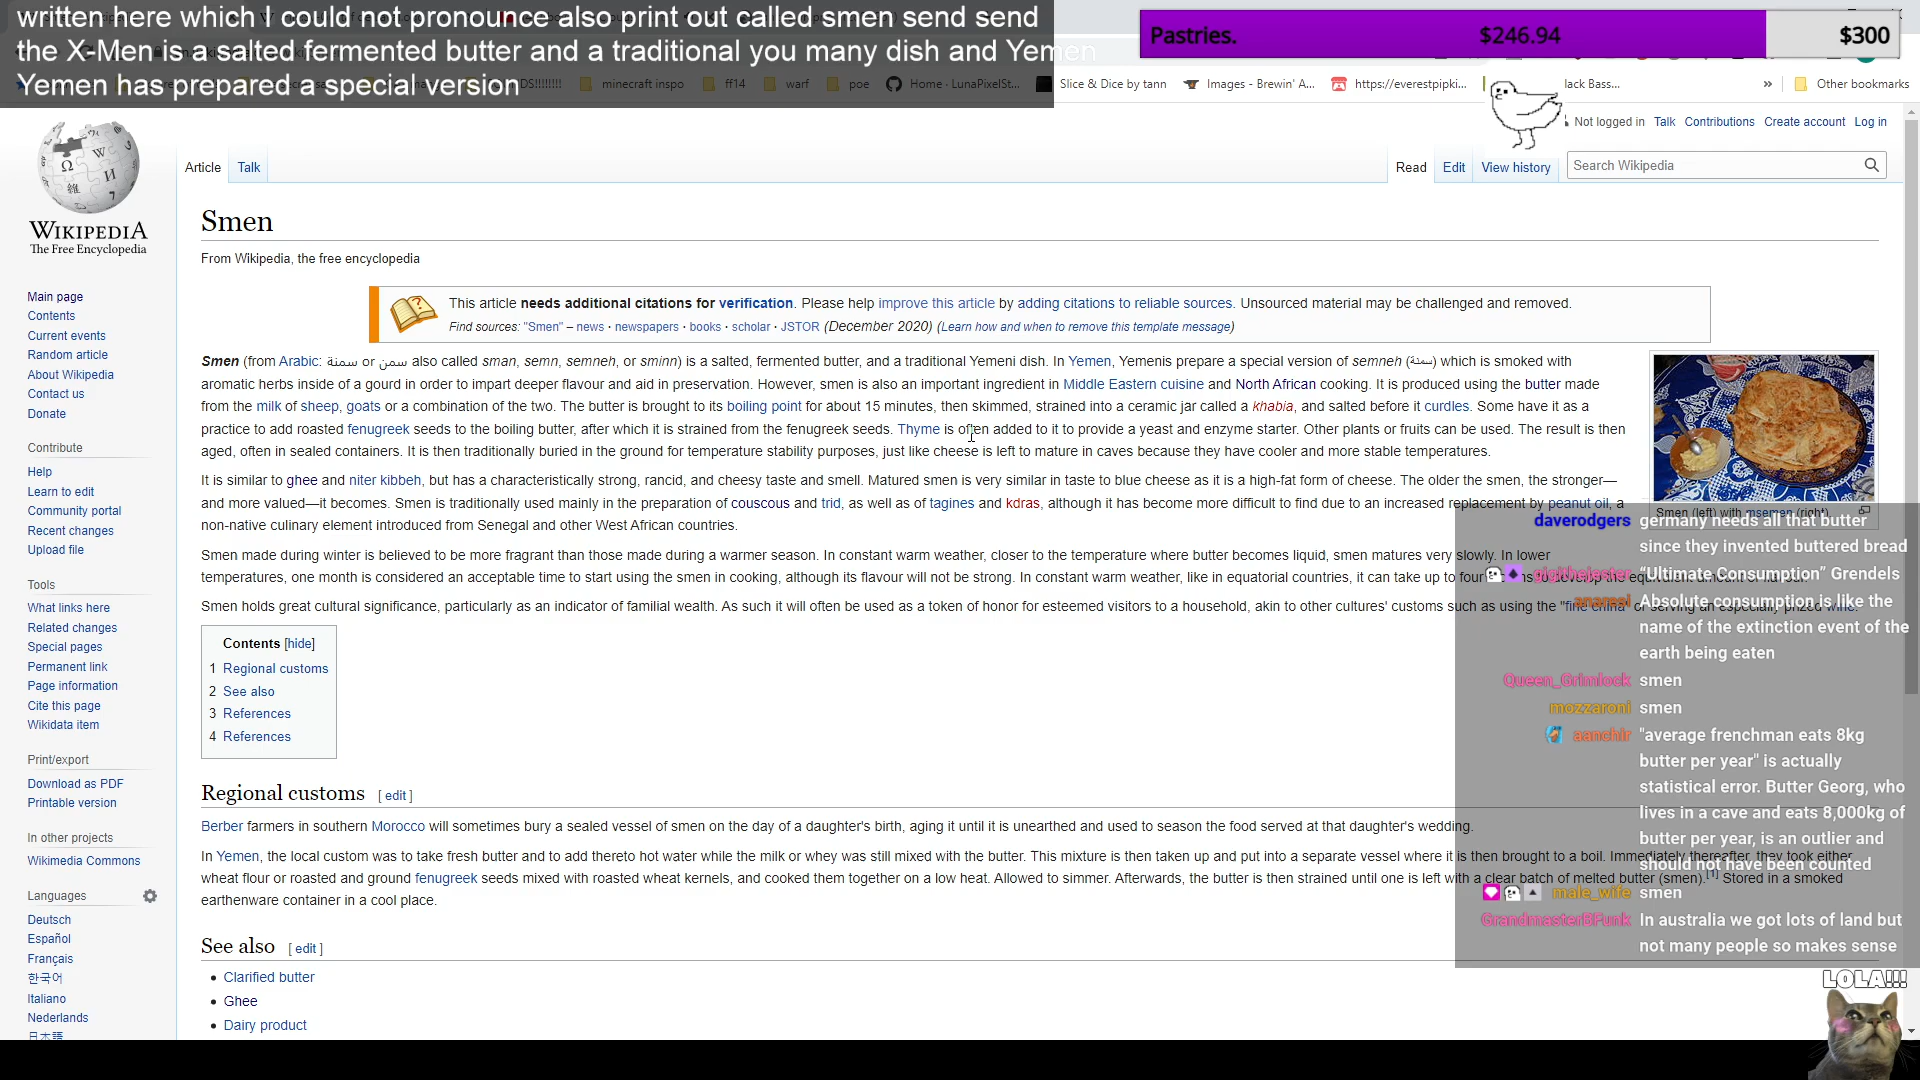 written here which I could not pronounce also print out called smen send send
the X-Men is a salted fermented butter and a traditional you many dish and Yemen
Yemen has prepared a special version
Pastries. $246.94 $300
minecraft inspo ff14 warf poe Home · LunaPixelSt... Slice & Dice by tann Images - Brewin' A... https://everestpipki... lack Bass... » Other bookmarks
Not logged in Talk Contributions Create account Log in
Article Talk Read Edit View history Search Wikipedia
WIKIPEDIA
The Free Encyclopedia
Main page
Contents
Current events
Random article
About Wikipedia
Contact us
Donate
Contribute
Help
Learn to edit
Community portal
Recent changes
Upload file
Tools
What links here
Related changes
Special pages
Permanent link
Page information
Cite this page
Wikidata item
Print/export
Download as PDF
Printable version
In other projects
Wikimedia Commons
Languages
Deutsch
Español
Français
한국어
Italiano
Nederlands
日本語
Smen
From Wikipedia, the free encyclopedia
This article needs additional citations for verification. Please help improve this article by adding citations to reliable sources. Unsourced material may be challenged and removed.
Find sources: "Smen" – news · newspapers · books · scholar · JSTOR (December 2020) (Learn how and when to remove this template message)
Smen (from Arabic: سمن or سمنة also called sman, semn, semneh, or sminn) is a salted, fermented butter, and a traditional Yemeni dish. In Yemen, Yemenis prepare a special version of semneh (سمنة) which is smoked with
aromatic herbs inside of a gourd in order to impart deeper flavour and aid in preservation. However, smen is also an important ingredient in Middle Eastern cuisine and North African cooking. It is produced using the butter made
from the milk of sheep, goats or a combination of the two. The butter is brought to its boiling point for about 15 minutes, then skimmed, strained into a ceramic jar called a khabia, and salted before it curdles. Some have it as a
practice to add roasted fenugreek seeds to the boiling butter, after which it is strained from the fenugreek seeds. Thyme is often added to it to provide a yeast and enzyme starter. Other plants or fruits can be used. The result is then
aged, often in sealed containers. It is then traditionally buried in the ground for temperature stability purposes, just like cheese is left to mature in caves because they have cooler and more stable temperatures.
It is similar to ghee and niter kibbeh, but has a characteristically strong, rancid, and cheesy taste and smell. Matured smen is very similar in taste to blue cheese as it is a high-fat form of cheese. The older the smen, the stronger—
and more valued—it becomes. Smen is traditionally used mainly in the preparation of couscous and trid, as well as of tagines and kdras, although it has become more difficult to find due to an increased replacement by peanut oil, a
non-native culinary element introduced from Senegal and other West African countries.
Smen made during winter is believed to be more fragrant than those made during a warmer season. In constant warm weather, closer to the temperature where butter becomes liquid, smen matures very slowly. In lower
temperatures, one month is considered an acceptable time to start using the smen in cooking, although its flavour will not be strong. In constant warm weather, like in equatorial countries, it can take up to four
Smen holds great cultural significance, particularly as an indicator of familial wealth. As such it will often be used as a token of honor for esteemed visitors to a household, akin to other cultures' customs such as using the "fine china" or serving an especially prized wine.
Smen (left) with msemen (right)
Contents [hide]
1 Regional customs
2 See also
3 References
4 References
Regional customs [ edit ]
Berber farmers in southern Morocco will sometimes bury a sealed vessel of smen on the day of a daughter's birth, aging it until it is unearthed and used to season the food served at that daughter's wedding.
In Yemen, the local custom was to take fresh butter and to add thereto hot water while the milk or whey was still mixed with the butter. This mixture is then taken up and put into a separate vessel where it is then brought to a boil. Immediately thereafter, they took either
wheat flour or roasted and ground fenugreek seeds mixed with roasted wheat kernels, and cooked them together on a low heat. Allowed to simmer. Afterwards, the butter is then strained until one is left with a clear batch of melted butter (smen).[1] Stored in a smoked
earthenware container in a cool place.
See also [ edit ]
• Clarified butter
• Ghee
• Dairy product
daverodgers germany needs all that butter
since they invented buttered bread
gigithejester "Ultimate Consumption" Grendels
Absolute consumption is like the
name of the extinction event of the
earth being eaten
Queen_Grimlock smen
mozzaroni smen
aanchir "average frenchman eats 8kg
butter per year" is actually
statistical error. Butter Georg, who
lives in a cave and eats 8,000kg of
butter per year, is an outlier and
should not have been counted
male_wife smen
GrandmasterBFunk In australia we got lots of land but
not many people so makes sense
LOLA!!!